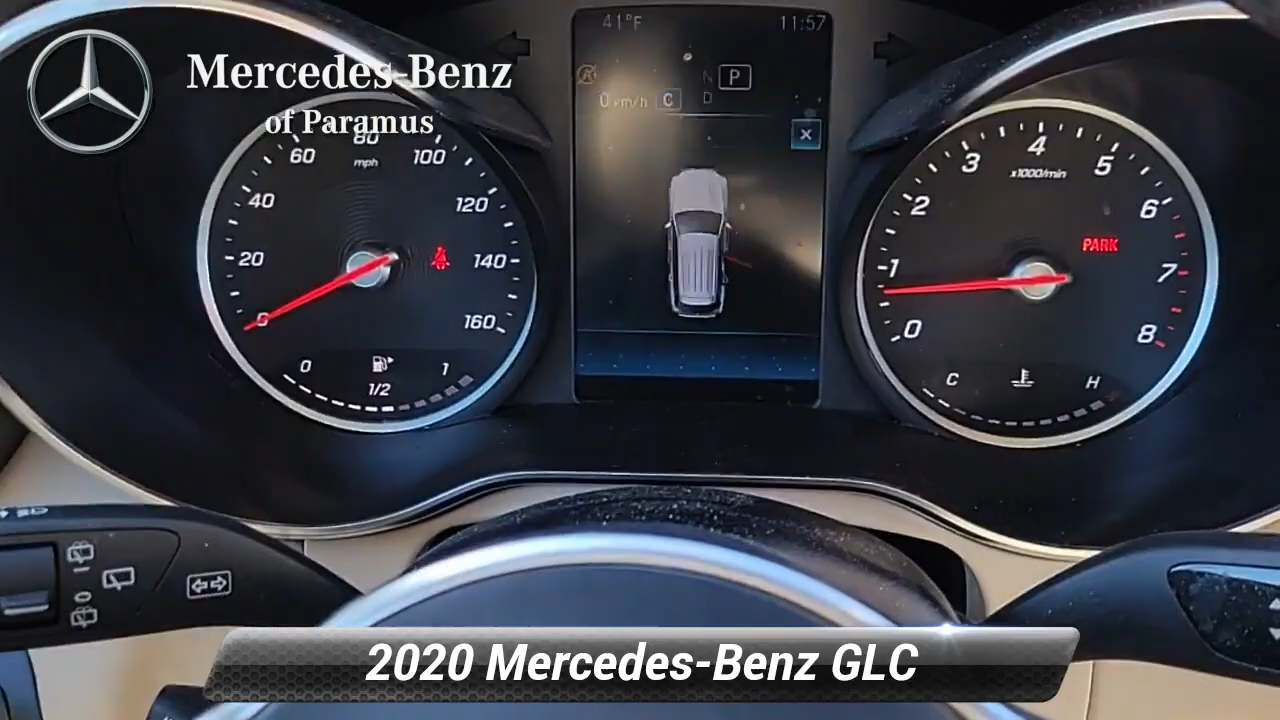 41°F 11:57
Mercedes-Benz
of Paramus
N P
0 km/h C D
80
60 100
mph
40 120
20 140
0 160
0 1
1/2
4
3 5
x1000/min
2 6
PARK
1 7
0 8
C H
2020 Mercedes-Benz GLC